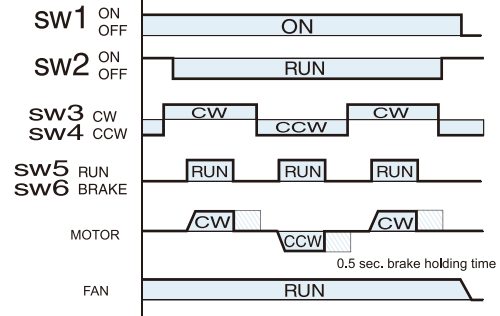 sw1 ON
OFF
ON
sw2 ON
OFF
RUN
sw3 CW
sw4 CCW
CW
CCW
CW
sw5 RUN
sw6 BRAKE
RUN
RUN
RUN
MOTOR
CW
CCW
CW
0.5 sec. brake holding time
FAN
RUN